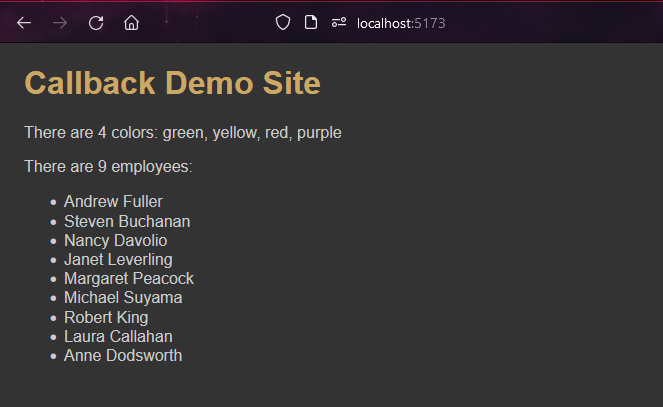 localhost:5173
Callback Demo Site
There are 4 colors: green, yellow, red, purple
There are 9 employees:
• Andrew Fuller
• Steven Buchanan
• Nancy Davolio
• Janet Leverling
• Margaret Peacock
• Michael Suyama
• Robert King
• Laura Callahan
• Anne Dodsworth